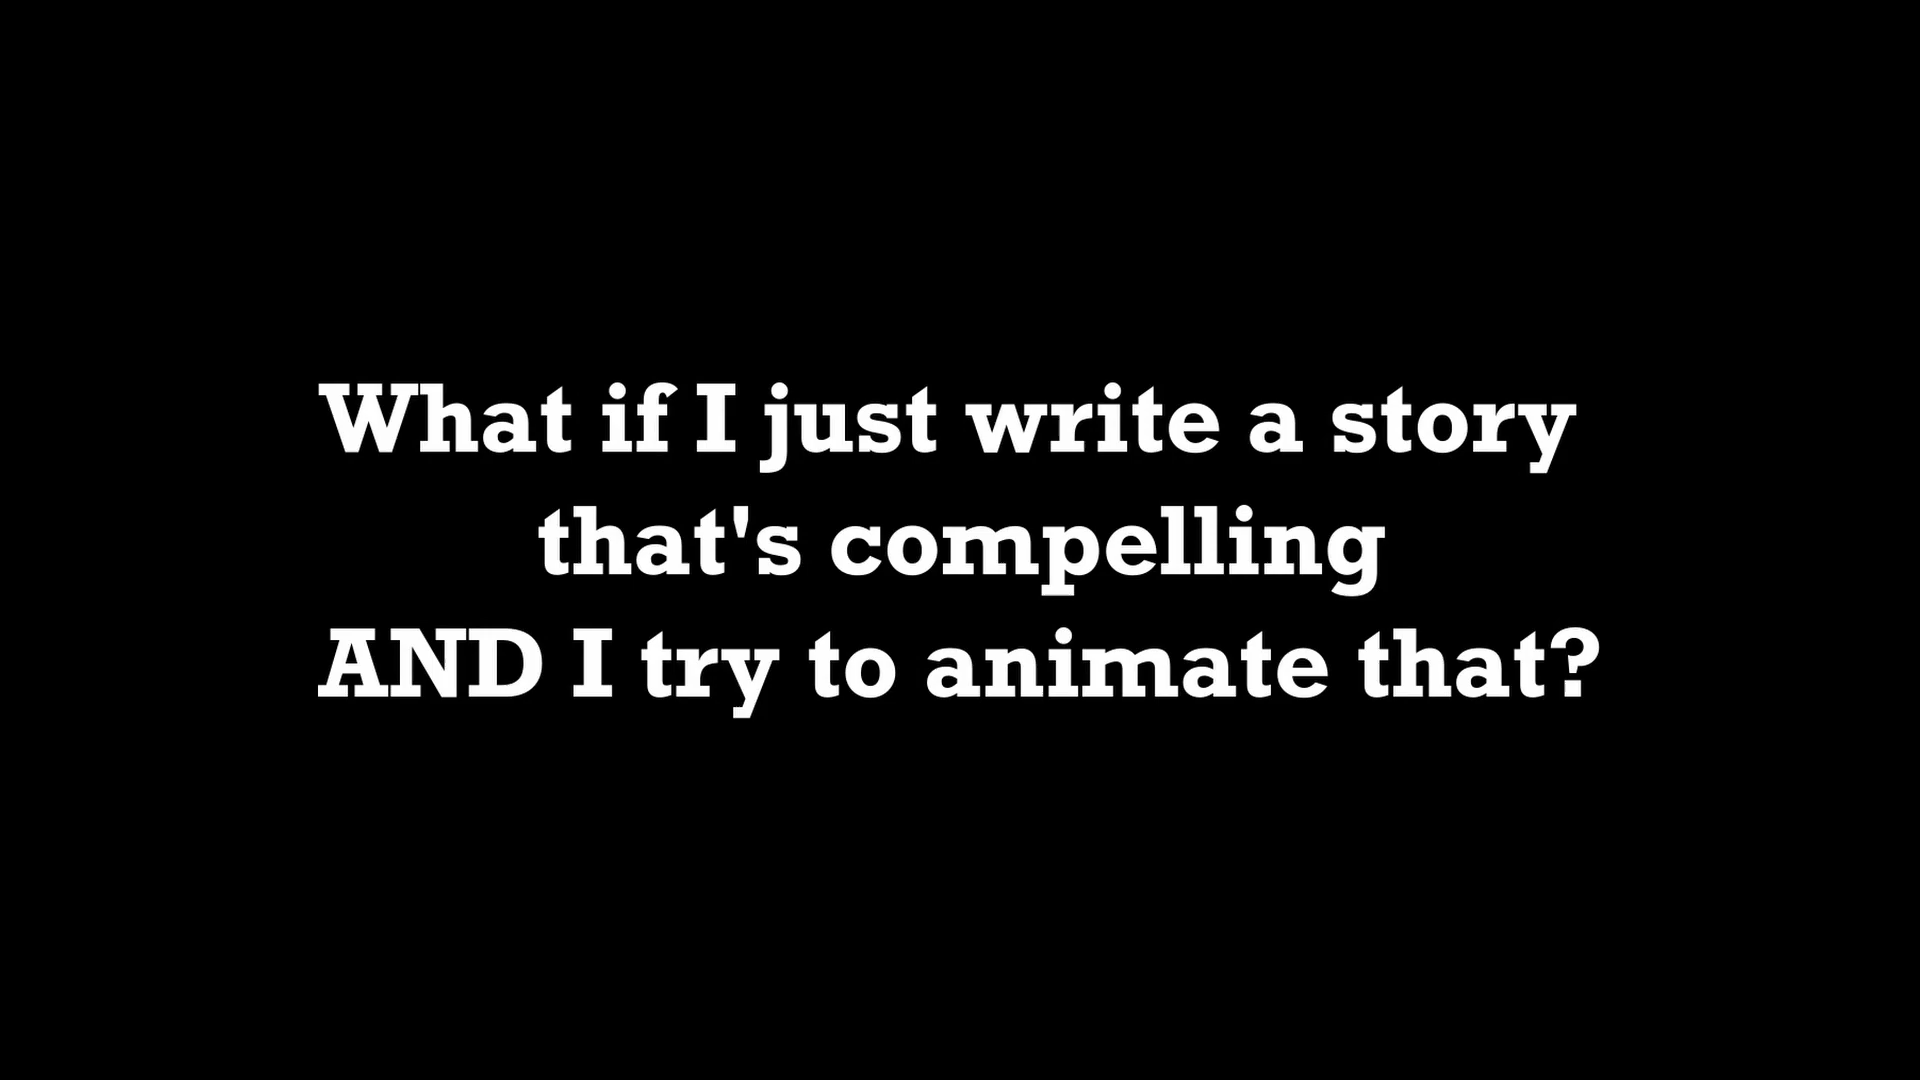 What if I just write a story
that's compelling
AND I try to animate that?